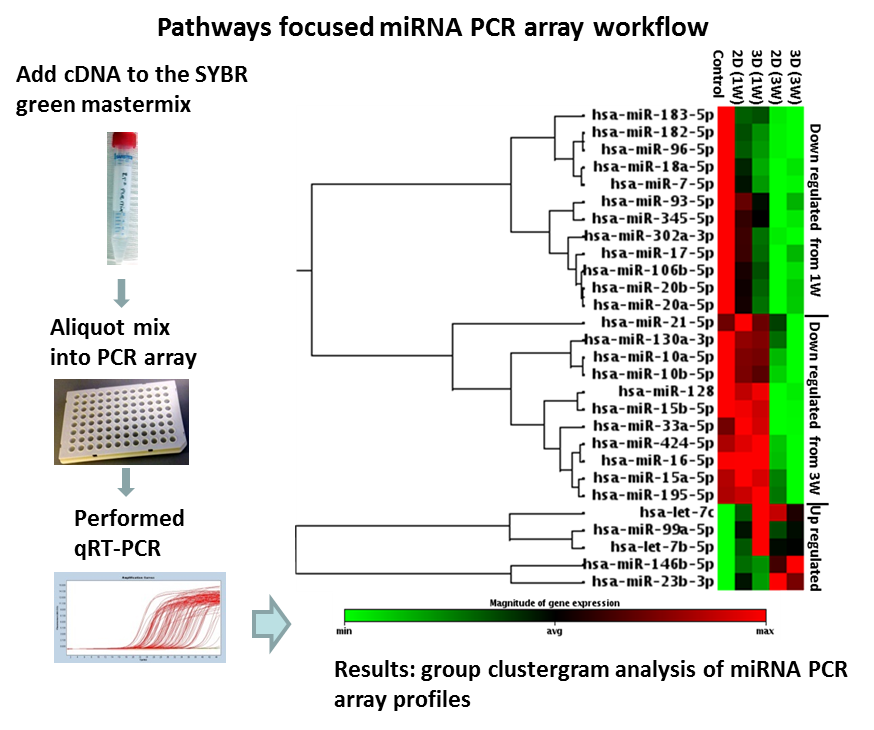 Pathways focused miRNA PCR array workflow
Add cDNA to the SYBR
green mastermix
Aliquot mix
into PCR array
Performed
qRT-PCR
Control
2D (1W)
3D (1W)
2D (3W)
3D (3W)
hsa-miR-183-5p
hsa-miR-182-5p
hsa-miR-96-5p
hsa-miR-18a-5p
hsa-miR-7-5p
hsa-miR-93-5p
hsa-miR-345-5p
hsa-miR-302a-3p
hsa-miR-17-5p
hsa-miR-106b-5p
hsa-miR-20b-5p
hsa-miR-20a-5p
hsa-miR-21-5p
hsa-miR-130a-3p
hsa-miR-10a-5p
hsa-miR-10b-5p
hsa-miR-128
hsa-miR-15b-5p
hsa-miR-33a-5p
hsa-miR-424-5p
hsa-miR-16-5p
hsa-miR-15a-5p
hsa-miR-195-5p
hsa-let-7c
hsa-miR-99a-5p
hsa-let-7b-5p
hsa-miR-146b-5p
hsa-miR-23b-3p
Down regulated from 1W
Down regulated from 3W
Up regulated
Magnitude of gene expression
min avg max
Results: group clustergram analysis of miRNA PCR
array profiles